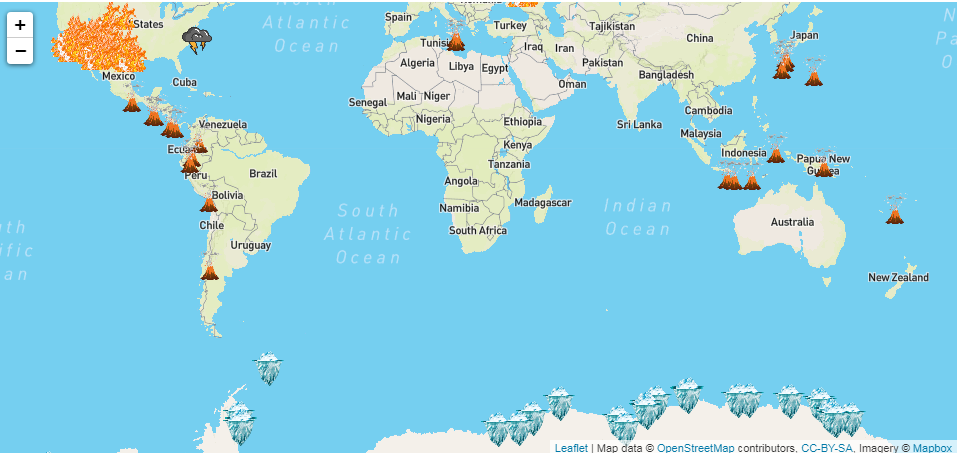 +
−
States
North
Atlantic
Ocean
Spain
Turkey
Tajikistan
China
Japan
Tunisia
Iraq
Iran
Algeria
Libya
Egypt
Pakistan
Mexico
Cuba
Oman
Bangladesh
Senegal
Mali
Niger
Cambodia
Venezuela
Nigeria
Ethiopia
Sri Lanka
Malaysia
Kenya
Indonesia
Papua New
Guinea
Peru
Brazil
Tanzania
Angola
Bolivia
Madagascar
Namibia
South
Atlantic
Ocean
Indian
Ocean
Australia
Chile
South Africa
Uruguay
New Zealand
Leaflet | Map data © OpenStreetMap contributors, CC-BY-SA, Imagery © Mapbox